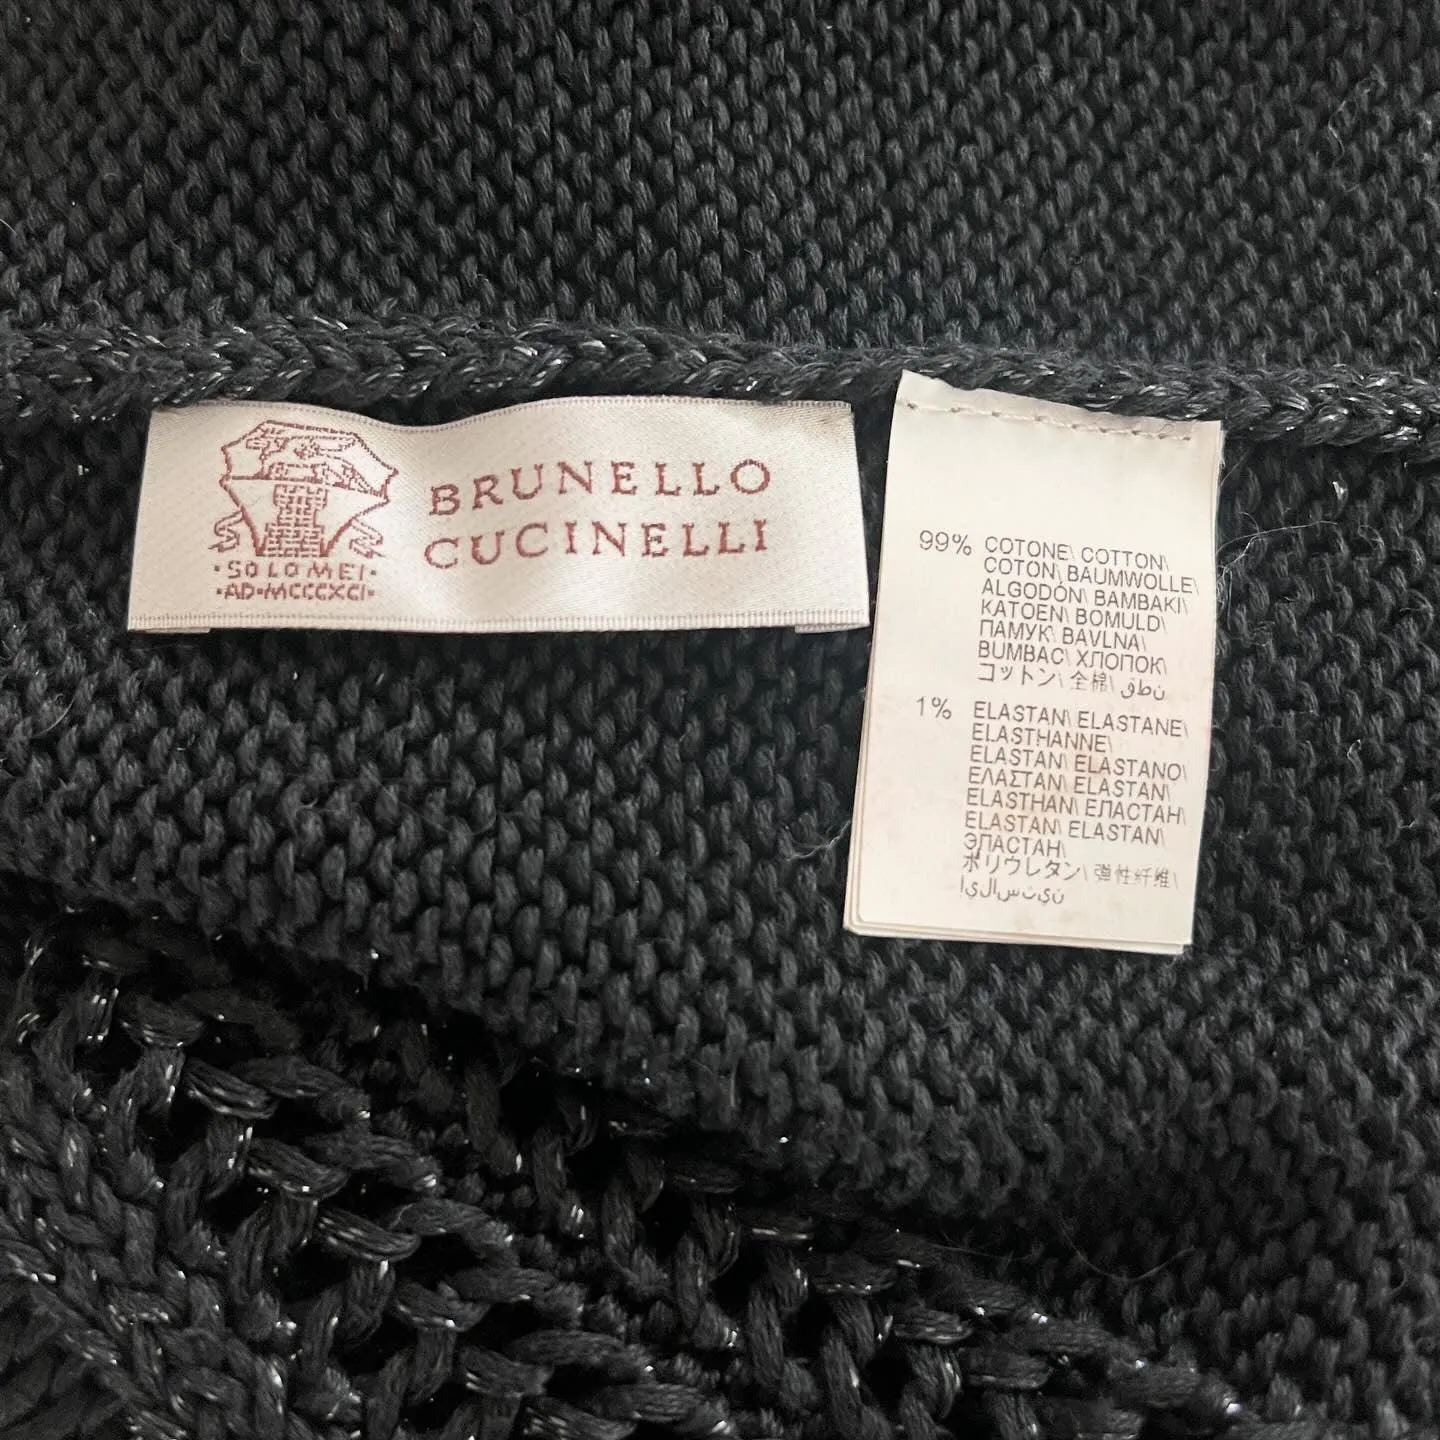 BRUNELLO
CUCINELLI
·SOLOMEI·
·AD·MCCCXCI·
99% COTONE\ COTTON\
COTON\ BAUMWOLLE\
ALGODÓN\ BAMBAKI\
KATOEN\ BOMULD\
ПАМУК\ BAVLNA\
BUMBAC\ ХЛОПОК\
コットン\ 全棉\ قطن
1% ELASTAN\ ELASTANE\
ELASTHANNE\
ELASTAN\ ELASTANO\
ΕΛΑΣΤΑΝ\ ELASTAN\
ELASTHAN\ ЕЛАСТАН\
ELASTAN\ ELASTAN\
ЭЛАСТАН\
ポリウレタン\ 弹性纤维\